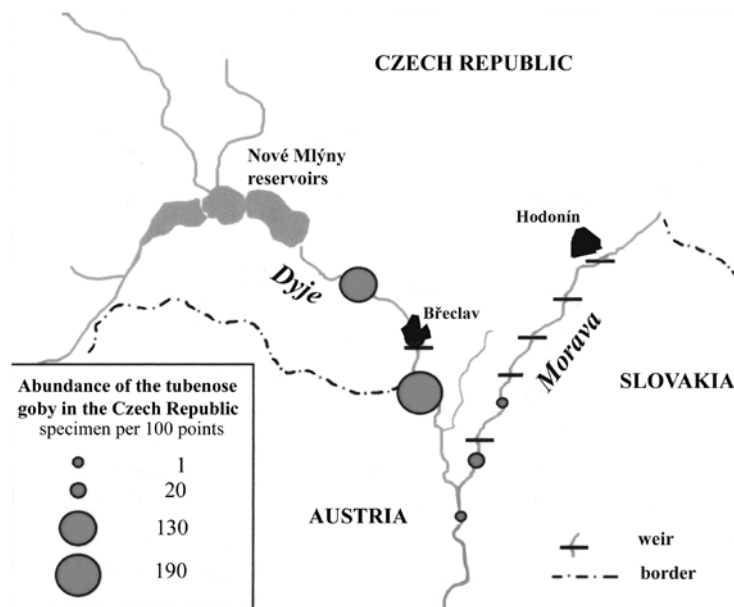 CZECH REPUBLIC
Nové Mlýny
reservoirs
Hodonín
Dyje
Břeclav
Morava
SLOVAKIA
Abundance of the tubenose
goby in the Czech Republic
specimen per 100 points
1
20
130
190
AUSTRIA
weir
border